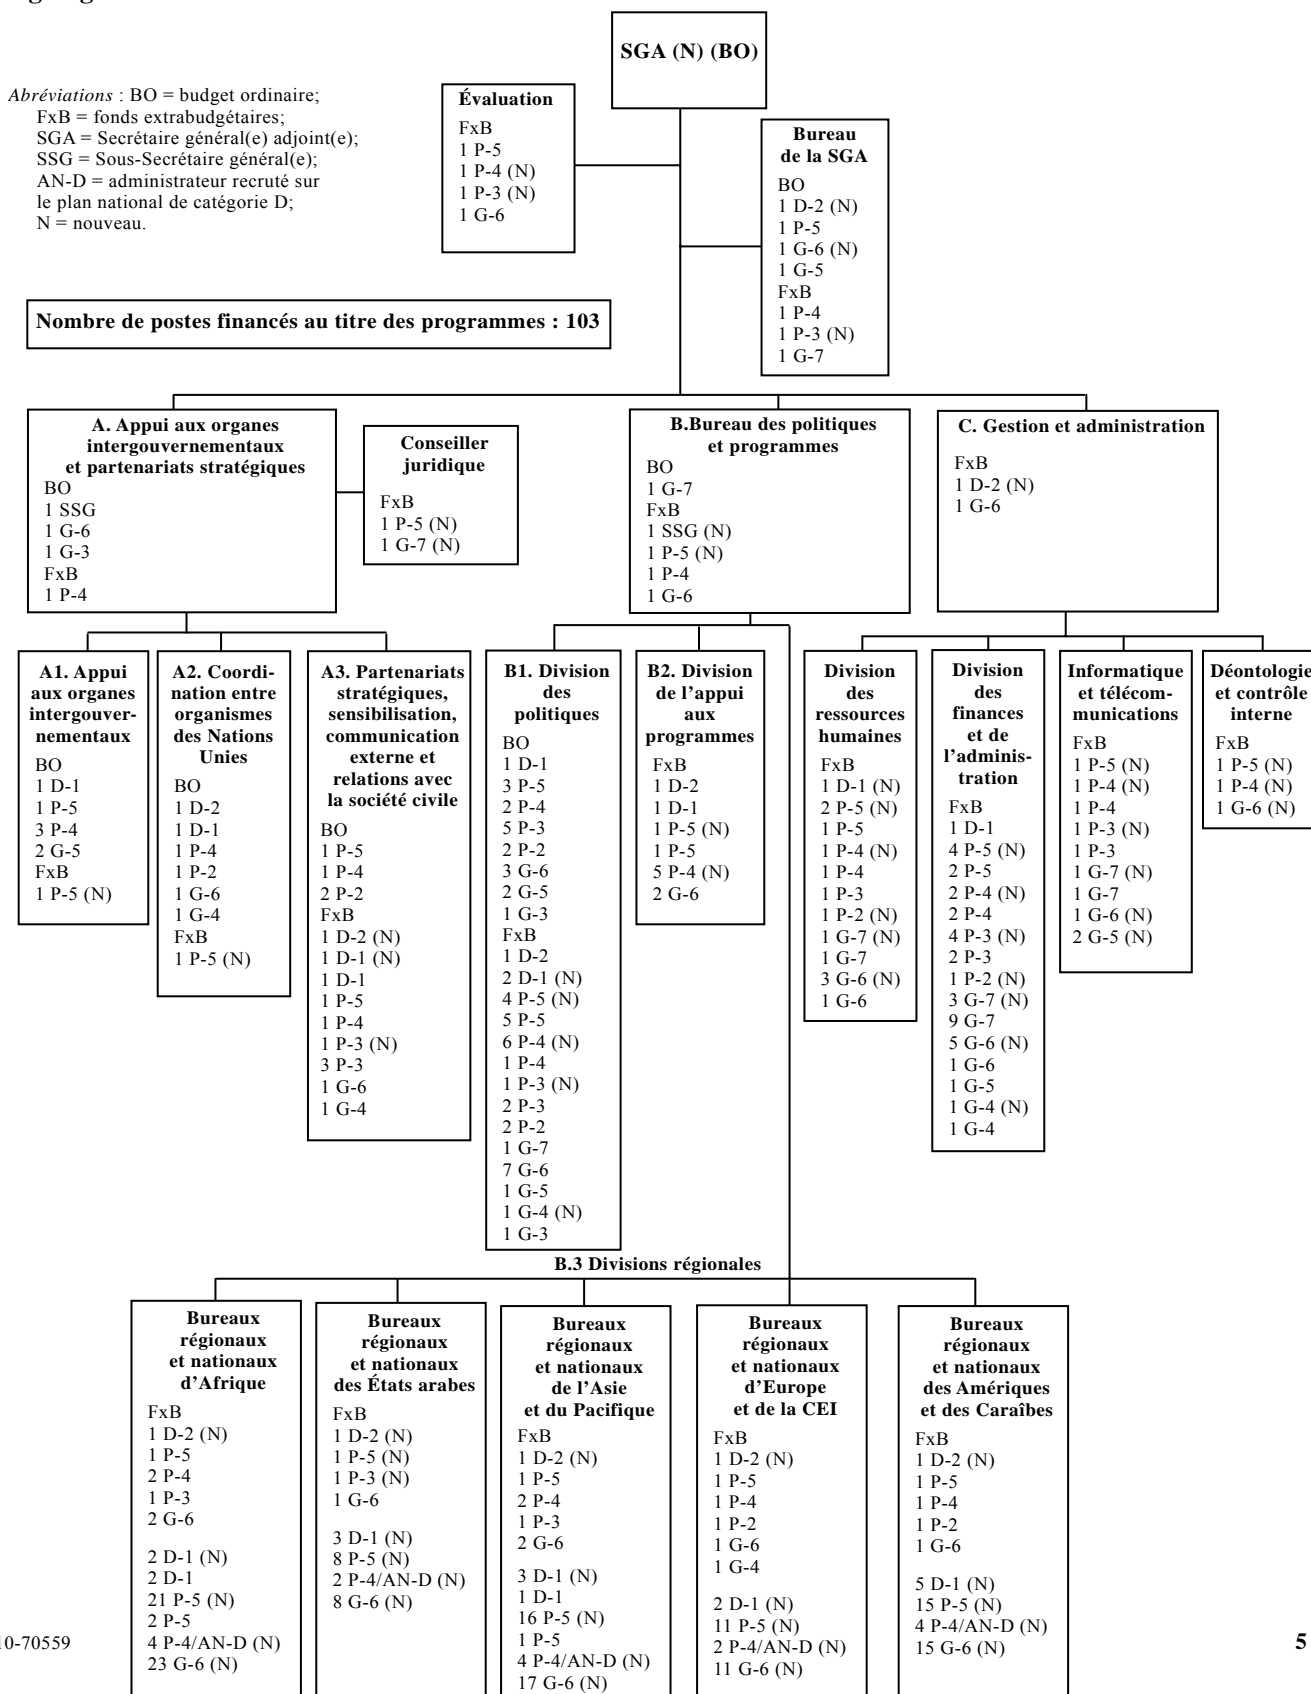 SGA (N) (BO)
Abréviations : BO = budget ordinaire;
FxB = fonds extrabudgétaires;
SGA = Secrétaire général(e) adjoint(e);
SSG = Sous-Secrétaire général(e);
AN-D = administrateur recruté sur
le plan national de catégorie D;
N = nouveau.
Évaluation
FxB
1 P-5
1 P-4 (N)
1 P-3 (N)
1 G-6
Bureau
de la SGA
BO
1 D-2 (N)
1 P-5
1 G-6 (N)
1 G-5
FxB
1 P-4
1 P-3 (N)
1 G-7
Nombre de postes financés au titre des programmes : 103
A. Appui aux organes
intergouvernementaux
et partenariats stratégiques
BO
1 SSG
1 G-6
1 G-3
FxB
1 P-4
Conseiller
juridique
FxB
1 P-5 (N)
1 G-7 (N)
B.Bureau des politiques
et programmes
BO
1 G-7
FxB
1 SSG (N)
1 P-5 (N)
1 P-4
1 G-6
C. Gestion et administration
FxB
1 D-2 (N)
1 G-6
A1. Appui
aux organes
intergouver-
nementaux
BO
1 D-1
1 P-5
3 P-4
2 G-5
FxB
1 P-5 (N)
A2. Coordi-
nation entre
organismes
des Nations
Unies
BO
1 D-2
1 D-1
1 P-4
1 P-2
1 G-6
1 G-4
FxB
1 P-5 (N)
A3. Partenariats
stratégiques,
sensibilisation,
communication
externe et
relations avec
la société civile
BO
1 P-5
1 P-4
2 P-2
FxB
1 D-2 (N)
1 D-1 (N)
1 D-1
1 P-5
1 P-4
1 P-3 (N)
3 P-3
1 G-6
1 G-4
B1. Division
des
politiques
BO
1 D-1
3 P-5
2 P-4
5 P-3
2 P-2
3 G-6
2 G-5
1 G-3
FxB
1 D-2
2 D-1 (N)
4 P-5 (N)
5 P-5
6 P-4 (N)
1 P-4
1 P-3 (N)
2 P-3
2 P-2
1 G-7
7 G-6
1 G-5
1 G-4 (N)
1 G-3
B2. Division
de l'appui
aux
programmes
FxB
1 D-2
1 D-1
1 P-5 (N)
1 P-5
5 P-4 (N)
2 G-6
Division
des
ressources
humaines
FxB
1 D-1 (N)
2 P-5 (N)
1 P-5
1 P-4 (N)
1 P-4
1 P-3
1 P-2 (N)
1 G-7 (N)
1 G-7
3 G-6 (N)
1 G-6
Division
des
finances
et de
l'adminis-
tration
FxB
1 D-1
4 P-5 (N)
2 P-5
2 P-4 (N)
2 P-4
4 P-3 (N)
2 P-3
1 P-2 (N)
3 G-7 (N)
9 G-7
5 G-6 (N)
1 G-6
1 G-5
1 G-4 (N)
1 G-4
Informatique
et télécom-
munications
FxB
1 P-5 (N)
1 P-4 (N)
1 P-4
1 P-3 (N)
1 P-3
1 G-7 (N)
1 G-7
1 G-6 (N)
2 G-5 (N)
Déontologie
et contrôle
interne
FxB
1 P-5 (N)
1 P-4 (N)
1 G-6 (N)
B.3 Divisions régionales
Bureaux
régionaux
et nationaux
d'Afrique
FxB
1 D-2 (N)
1 P-5
2 P-4
1 P-3
2 G-6
2 D-1 (N)
2 D-1
21 P-5 (N)
2 P-5
4 P-4/AN-D (N)
23 G-6 (N)
Bureaux
régionaux
et nationaux
des États arabes
FxB
1 D-2 (N)
1 P-5 (N)
1 P-3 (N)
1 G-6
3 D-1 (N)
8 P-5 (N)
2 P-4/AN-D (N)
8 G-6 (N)
Bureaux
régionaux
et nationaux
de l'Asie
et du Pacifique
FxB
1 D-2 (N)
1 P-5
2 P-4
1 P-3
2 G-6
3 D-1 (N)
1 D-1
16 P-5 (N)
1 P-5
4 P-4/AN-D (N)
17 G-6 (N)
Bureaux
régionaux
et nationaux
d'Europe
et de la CEI
FxB
1 D-2 (N)
1 P-5
1 P-4
1 P-2
1 G-6
1 G-4
2 D-1 (N)
11 P-5 (N)
2 P-4/AN-D (N)
11 G-6 (N)
Bureaux
régionaux
et nationaux
des Amériques
et des Caraïbes
FxB
1 D-2 (N)
1 P-5
1 P-4
1 P-2
1 G-6
5 D-1 (N)
15 P-5 (N)
4 P-4/AN-D (N)
15 G-6 (N)
10-70559
5